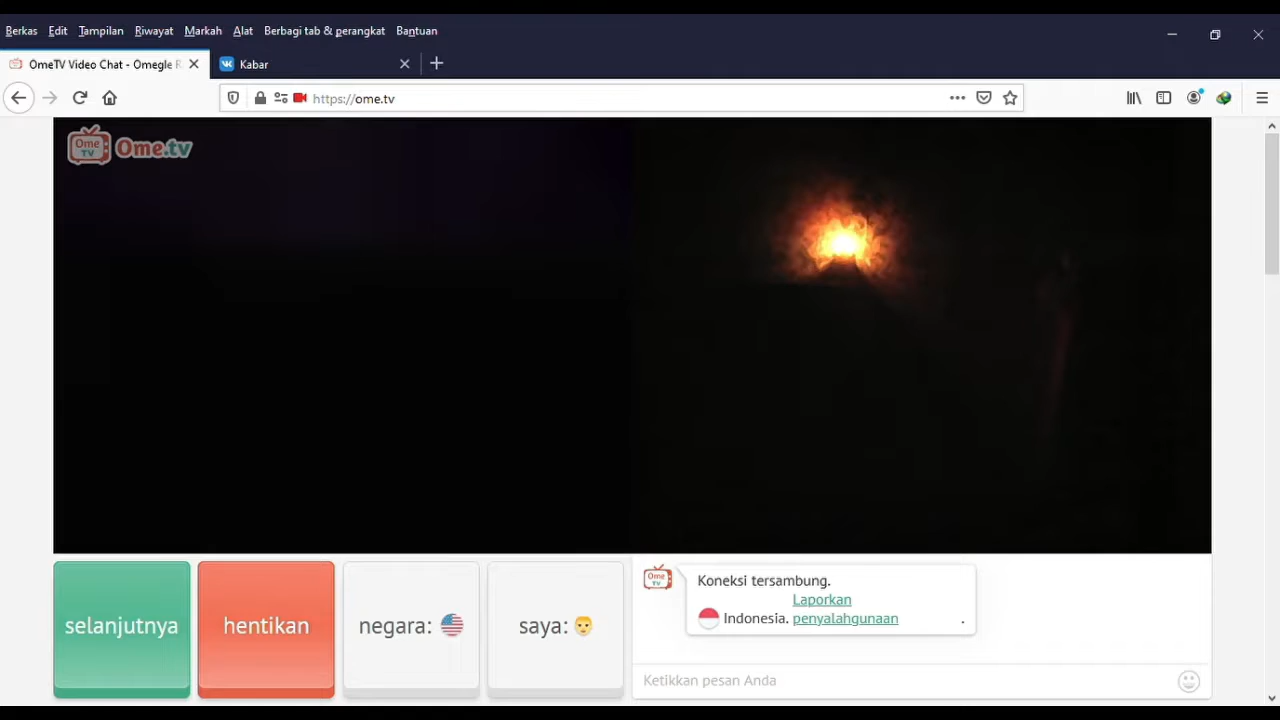 Berkas Edit Tampilan Riwayat Markah Alat Berbagi tab & perangkat Bantuan
OmeTV Video Chat - Omegle R
Kabar
https://ome.tv
Ome TV Ome.tv
selanjutnya
hentikan
negara:
saya:
Ome TV
Koneksi tersambung.
Laporkan
Indonesia. penyalahgunaan .
Ketikkan pesan Anda